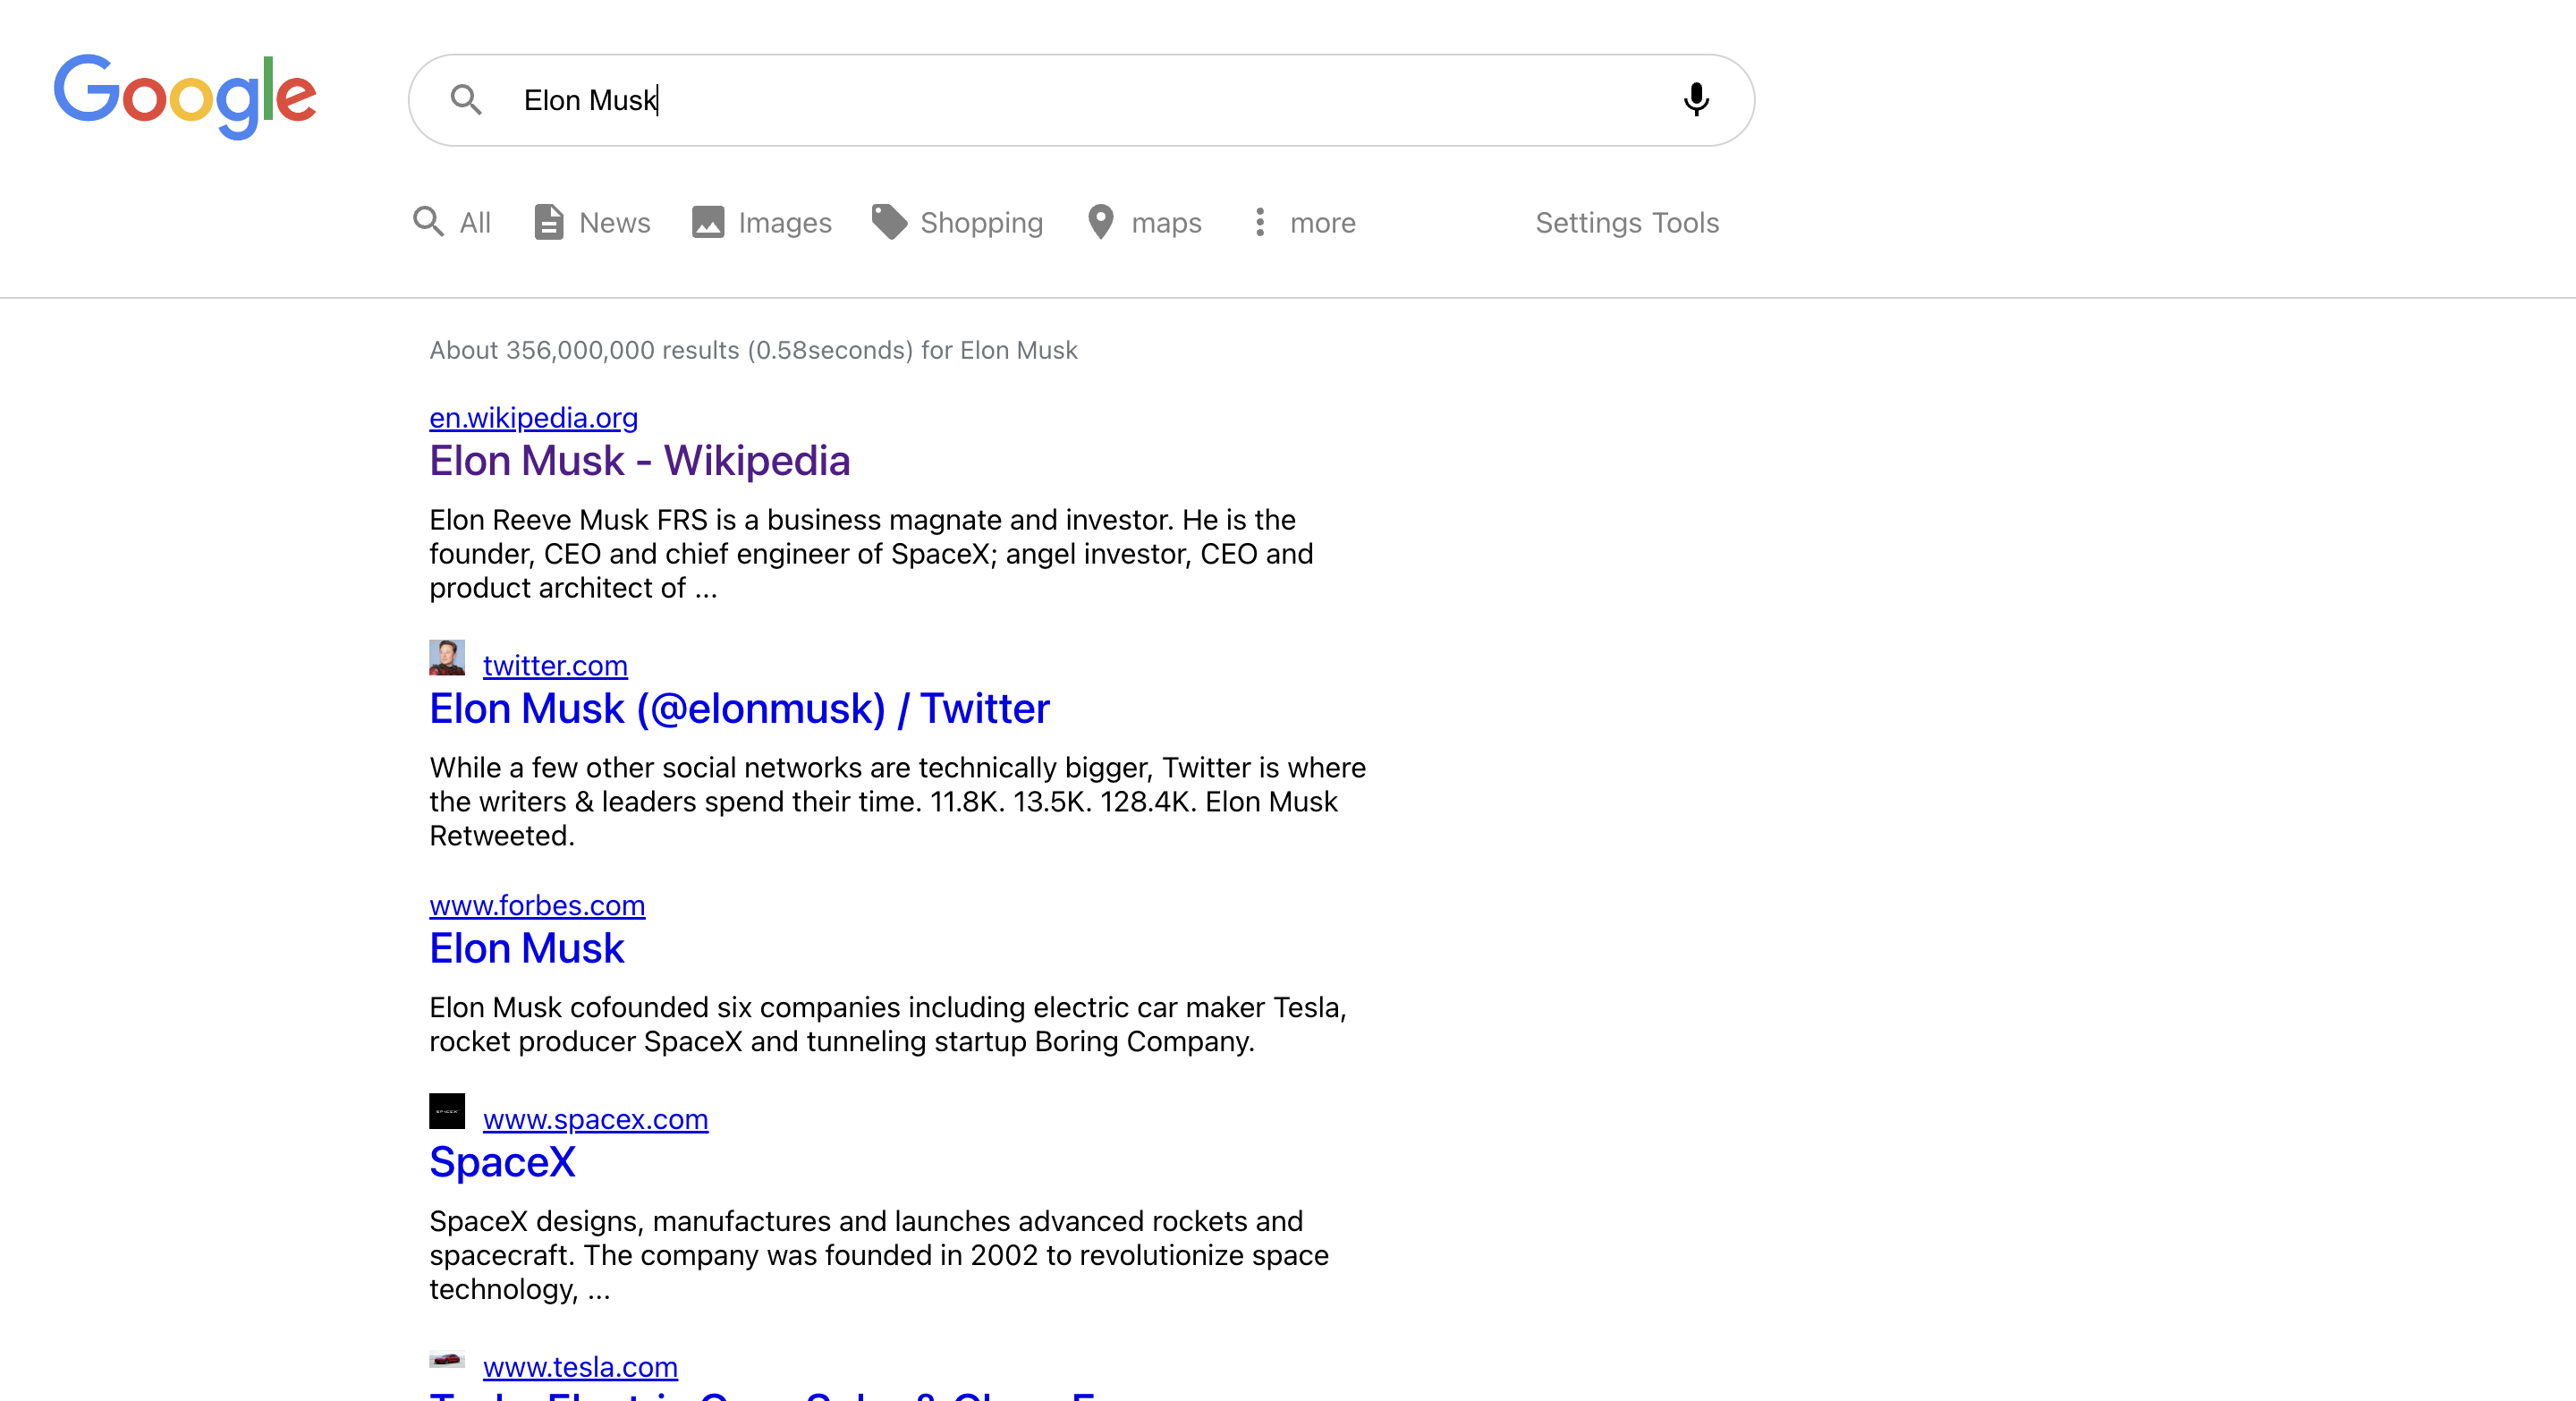 Google
Elon Musk
All News Images Shopping maps more Settings Tools
About 356,000,000 results (0.58seconds) for Elon Musk
en.wikipedia.org
Elon Musk - Wikipedia
Elon Reeve Musk FRS is a business magnate and investor. He is the
founder, CEO and chief engineer of SpaceX; angel investor, CEO and
product architect of ...
twitter.com
Elon Musk (@elonmusk) / Twitter
While a few other social networks are technically bigger, Twitter is where
the writers & leaders spend their time. 11.8K. 13.5K. 128.4K. Elon Musk
Retweeted.
www.forbes.com
Elon Musk
Elon Musk cofounded six companies including electric car maker Tesla,
rocket producer SpaceX and tunneling startup Boring Company.
SPACEX
www.spacex.com
SpaceX
SpaceX designs, manufactures and launches advanced rockets and
spacecraft. The company was founded in 2002 to revolutionize space
technology, ...
www.tesla.com